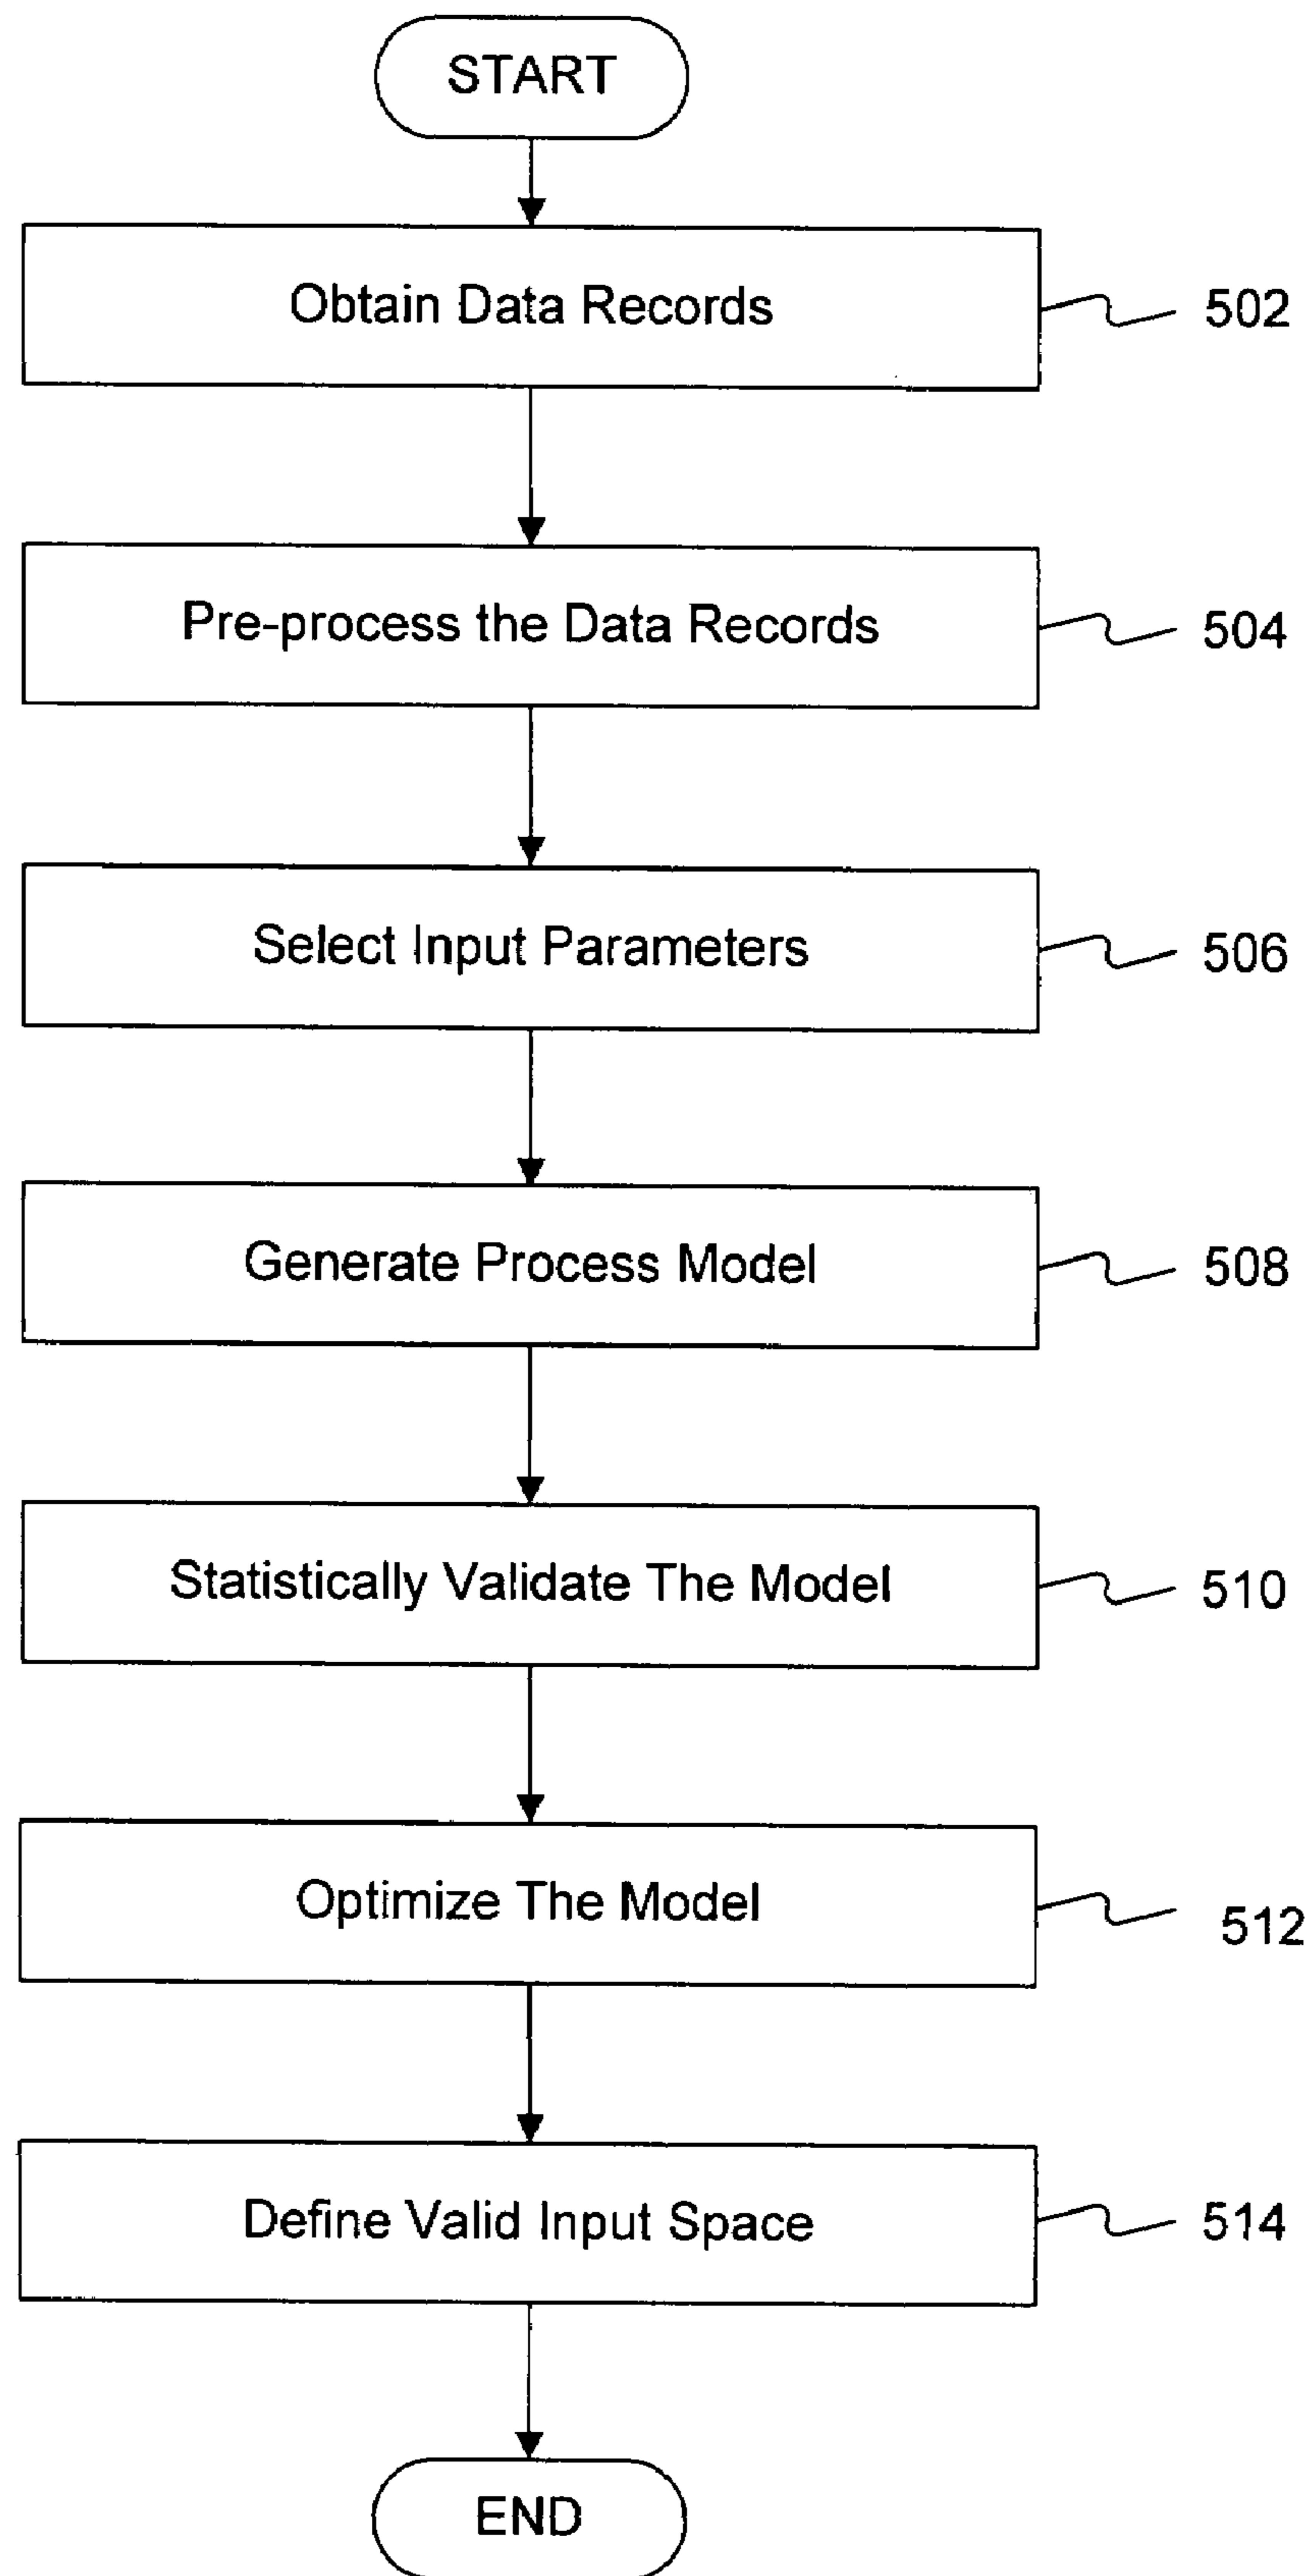 START
Obtain Data Records
502
Pre-process the Data Records
504
Select Input Parameters
506
Generate Process Model
508
Statistically Validate The Model
510
Optimize The Model
512
Define Valid Input Space
514
END